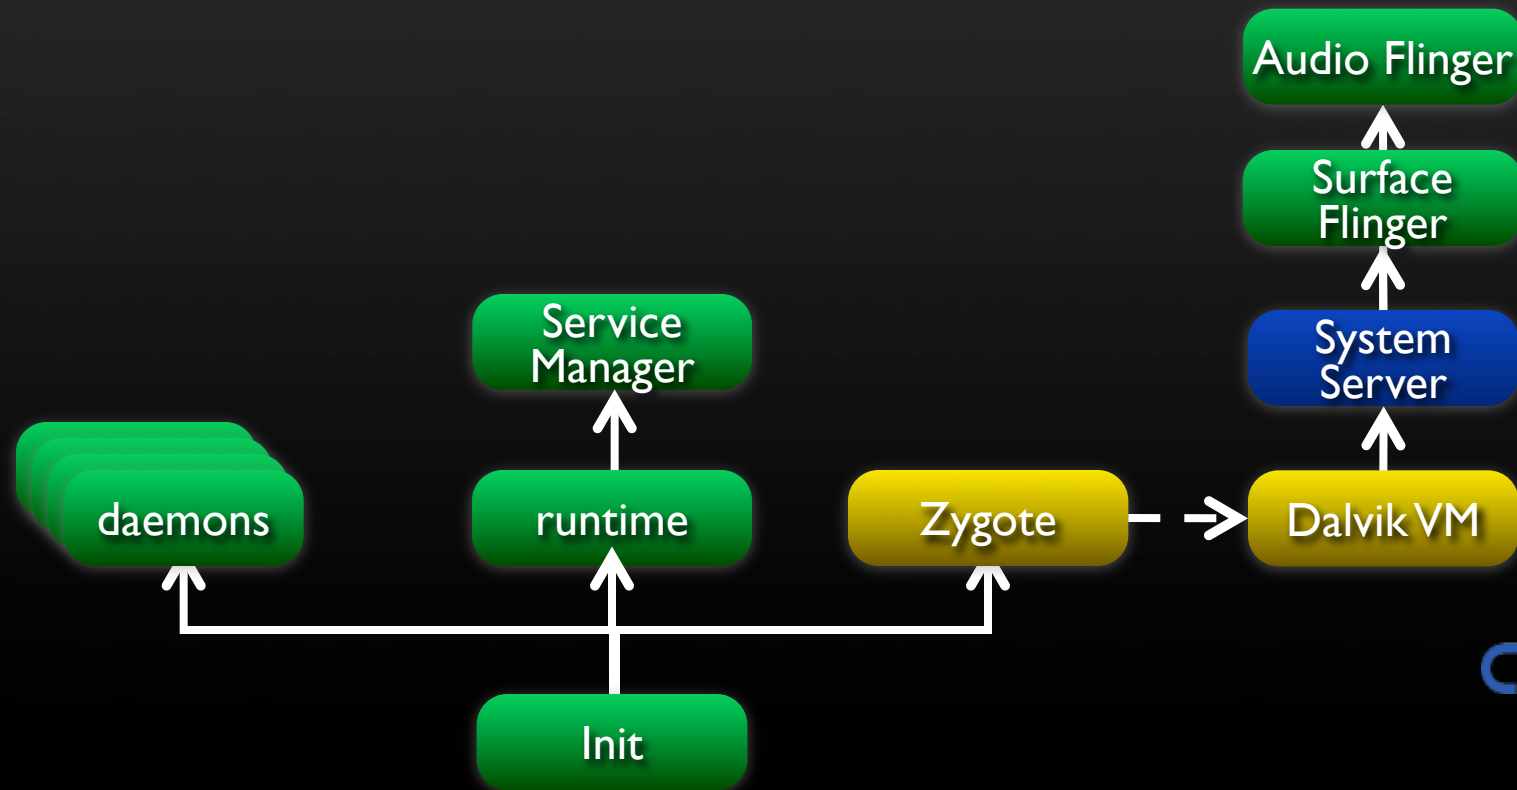 Audio Flinger
Surface
Flinger
Service
Manager
System
Server
daemons
runtime
Zygote
Dalvik VM
Init